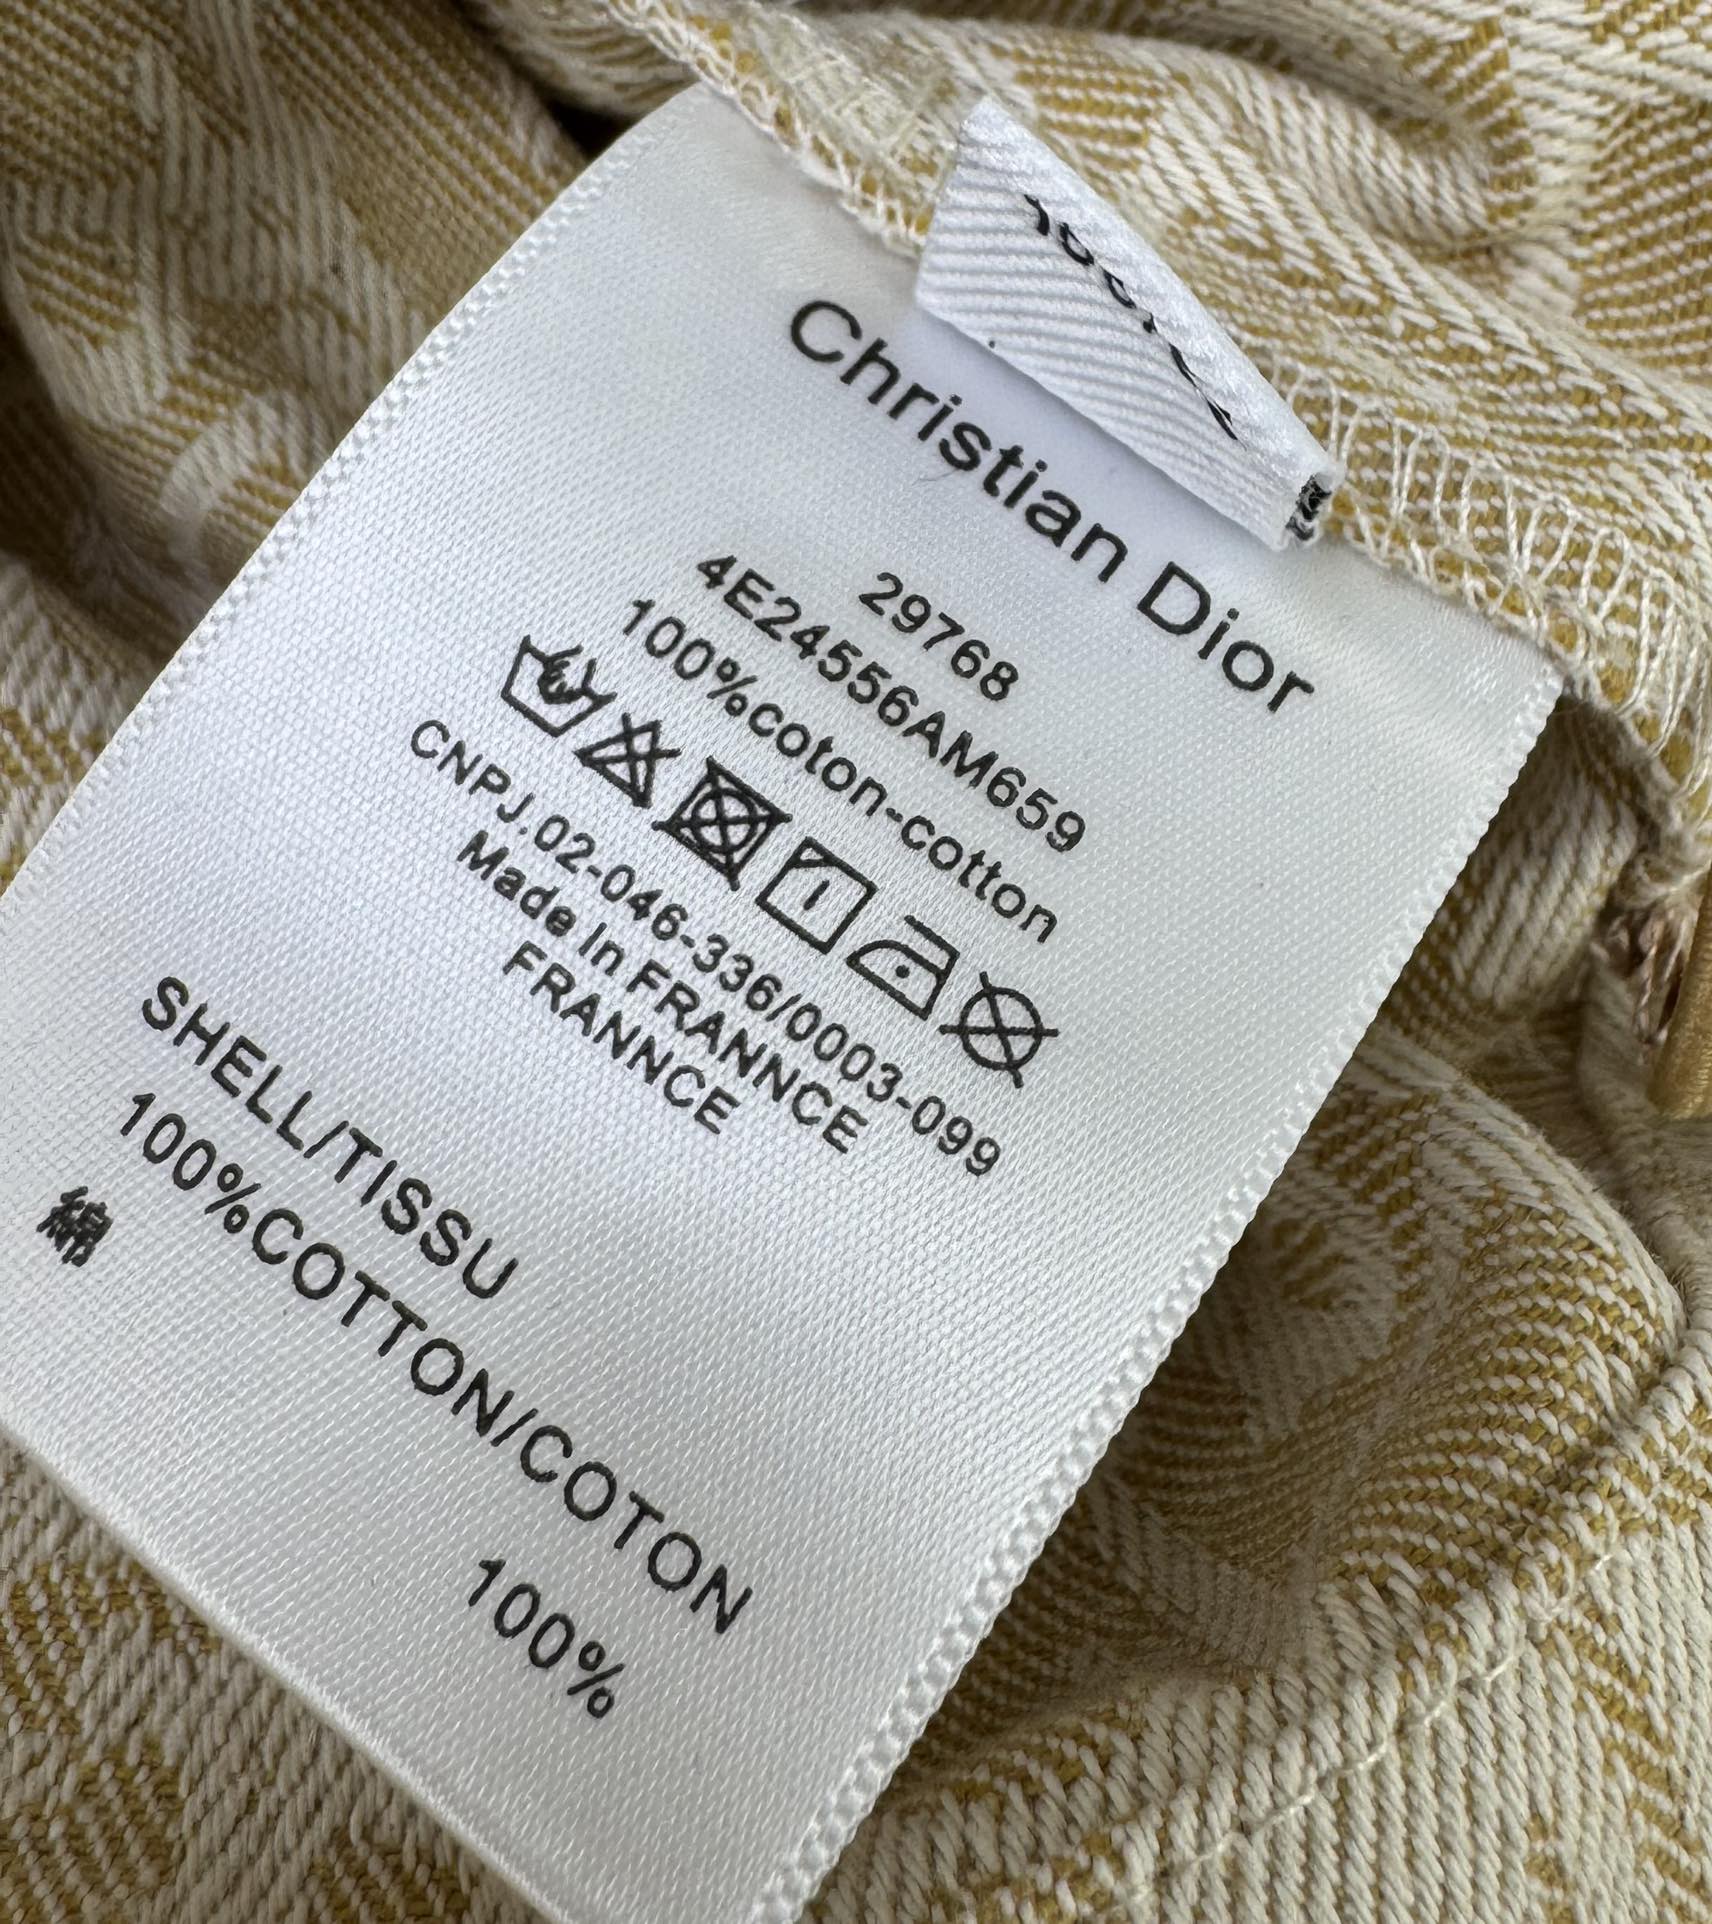 Christian Dior
29768
4E24556AM659
100%coton-cotton
CNPJ.02-046-336/0003-099
Made In FRANNCE
FRANNCE
SHELL/TISSU
100%COTTON/COTON
綿 100%